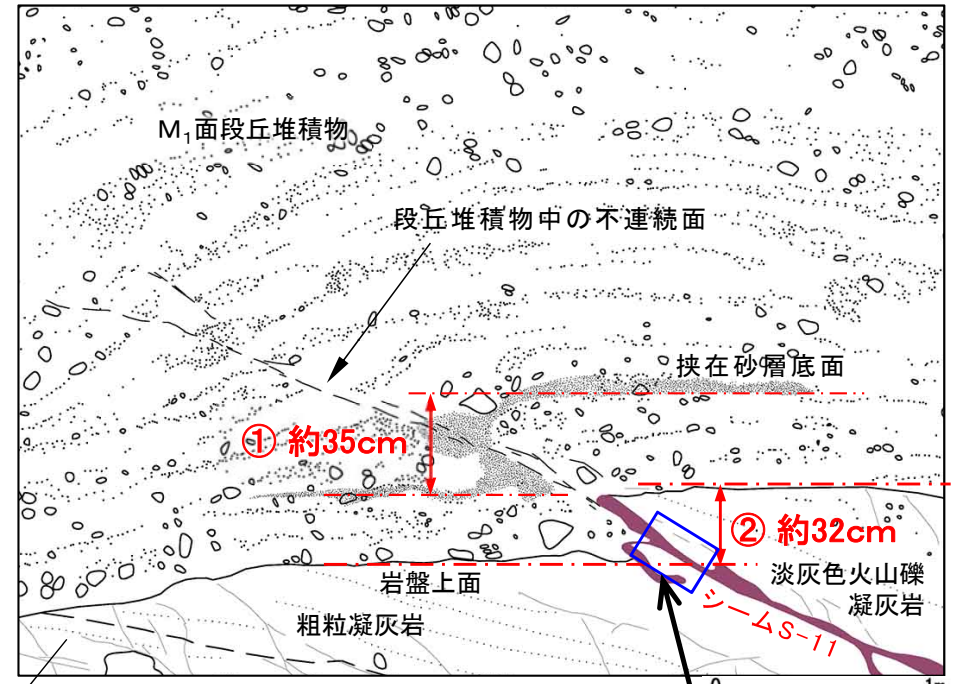 M₁面段丘堆積物
段丘堆積物中の不連続面
挟在砂層底面
① 約35cm
② 約32cm
岩盤上面
淡灰色火山礫
凝灰岩
粗粒凝灰岩
シームS-11
0 1m